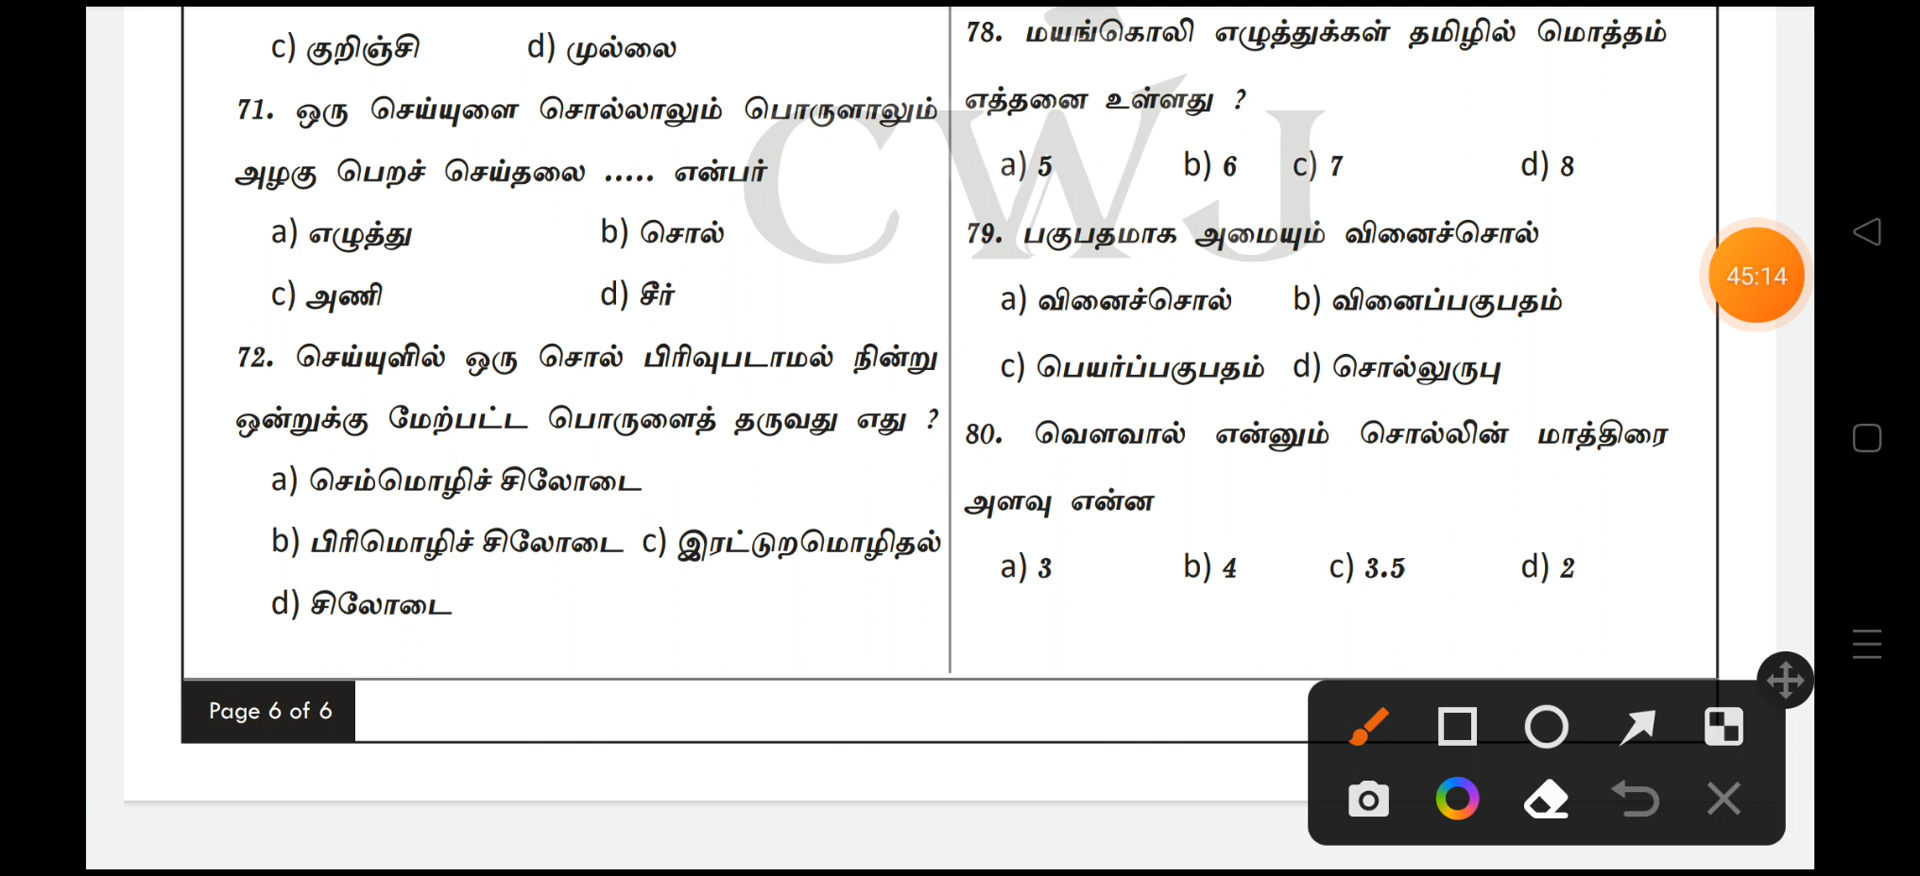 c) குறிஞ்சி d) முல்லை
71. ஒரு செய்யுளை சொல்லாலும் பொருளாலும்
அழகு பெறச் செய்தலை ..... என்பர்
a) எழுத்து b) சொல்
c) அணி d) சீர்
72. செய்யுளில் ஒரு சொல் பிரிவுபடாமல் நின்று
ஒன்றுக்கு மேற்பட்ட பொருளைத் தருவது எது ?
a) செம்மொழிச் சிலோடை
b) பிரிமொழிச் சிலோடை c) இரட்டுறமொழிதல்
d) சிலோடை
78. மயங்கொலி எழுத்துக்கள் தமிழில் மொத்தம்
எத்தனை உள்ளது ?
a) 5 b) 6 c) 7 d) 8
79. பகுபதமாக அமையும் வினைச்சொல்
a) வினைச்சொல் b) வினைப்பகுபதம்
c) பெயர்ப்பகுபதம் d) சொல்லுருபு
80. வௌவால் என்னும் சொல்லின் மாத்திரை
அளவு என்ன
a) 3 b) 4 c) 3.5 d) 2
CWJ
Page 6 of 6
45:14